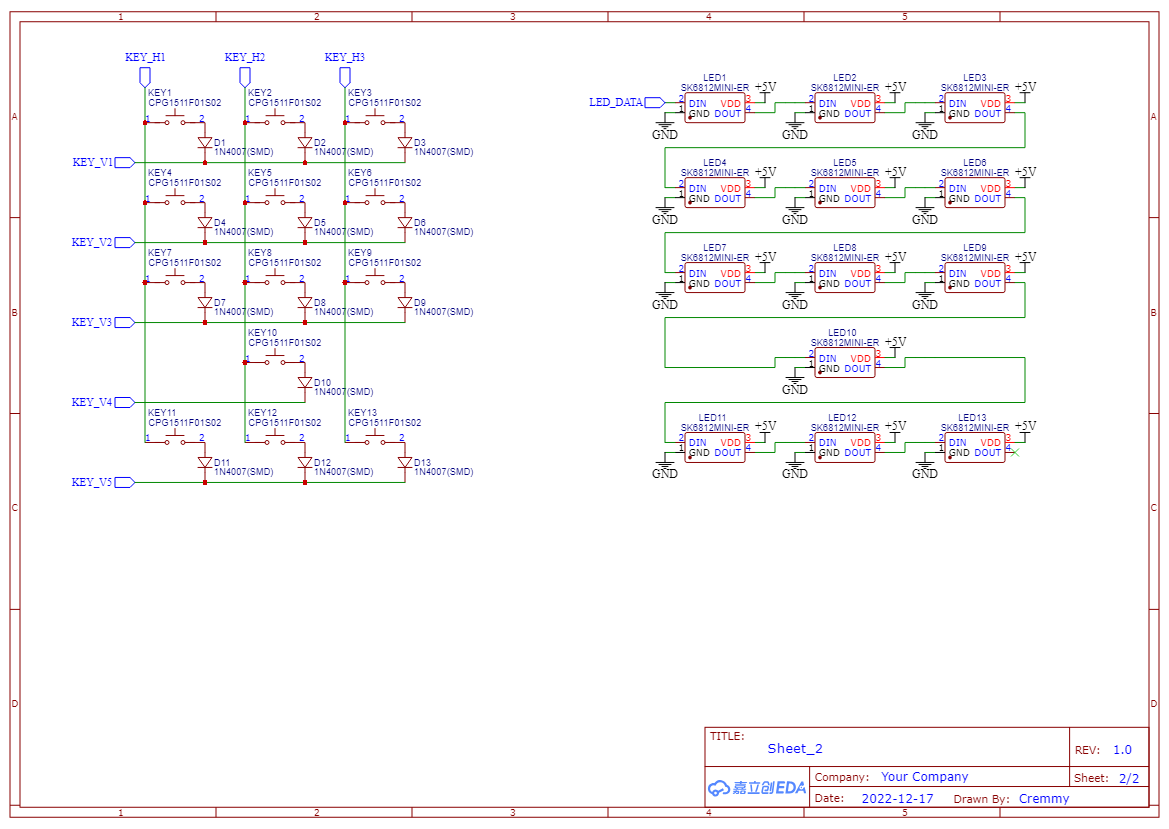 1 2 3 4 5
KEY_H1 KEY_H2 KEY_H3
KEY1 KEY2 KEY3
CPG1511F01S02 CPG1511F01S02 CPG1511F01S02
1 2 1 2 1 2
D1 D2 D3
1N4007(SMD) 1N4007(SMD) 1N4007(SMD)
KEY_V1
KEY4 KEY5 KEY6
CPG1511F01S02 CPG1511F01S02 CPG1511F01S02
1 2 1 2 1 2
D4 D5 D6
1N4007(SMD) 1N4007(SMD) 1N4007(SMD)
KEY_V2
KEY7 KEY8 KEY9
CPG1511F01S02 CPG1511F01S02 CPG1511F01S02
1 2 1 2 1 2
D7 D8 D9
1N4007(SMD) 1N4007(SMD) 1N4007(SMD)
KEY_V3
KEY10
CPG1511F01S02
1 2
D10
1N4007(SMD)
KEY_V4
KEY11 KEY12 KEY13
CPG1511F01S02 CPG1511F01S02 CPG1511F01S02
1 2 1 2 1 2
D11 D12 D13
1N4007(SMD) 1N4007(SMD) 1N4007(SMD)
KEY_V5
LED1 LED2 LED3
SK6812MINI-ER +5V SK6812MINI-ER +5V SK6812MINI-ER +5V
LED_DATA 2 DIN VDD 3 2 DIN VDD 3 2 DIN VDD 3
1 GND DOUT 4 1 GND DOUT 4 1 GND DOUT 4
GND GND GND
LED4 LED5 LED6
SK6812MINI-ER +5V SK6812MINI-ER +5V SK6812MINI-ER +5V
2 DIN VDD 3 2 DIN VDD 3 2 DIN VDD 3
1 GND DOUT 4 1 GND DOUT 4 1 GND DOUT 4
GND GND GND
LED7 LED8 LED9
SK6812MINI-ER +5V SK6812MINI-ER +5V SK6812MINI-ER +5V
2 DIN VDD 3 2 DIN VDD 3 2 DIN VDD 3
1 GND DOUT 4 1 GND DOUT 4 1 GND DOUT 4
GND GND GND
LED10
SK6812MINI-ER +5V
2 DIN VDD 3
1 GND DOUT 4
GND
LED11 LED12 LED13
SK6812MINI-ER +5V SK6812MINI-ER +5V SK6812MINI-ER +5V
2 DIN VDD 3 2 DIN VDD 3 2 DIN VDD 3
1 GND DOUT 4 1 GND DOUT 4 1 GND DOUT 4
GND GND GND
A A
B B
C C
D D
TITLE:
Sheet_2
REV: 1.0
嘉立创EDA
Company: Your Company
Sheet: 2/2
Date: 2022-12-17 Drawn By: Cremmy
1 2 3 4 5